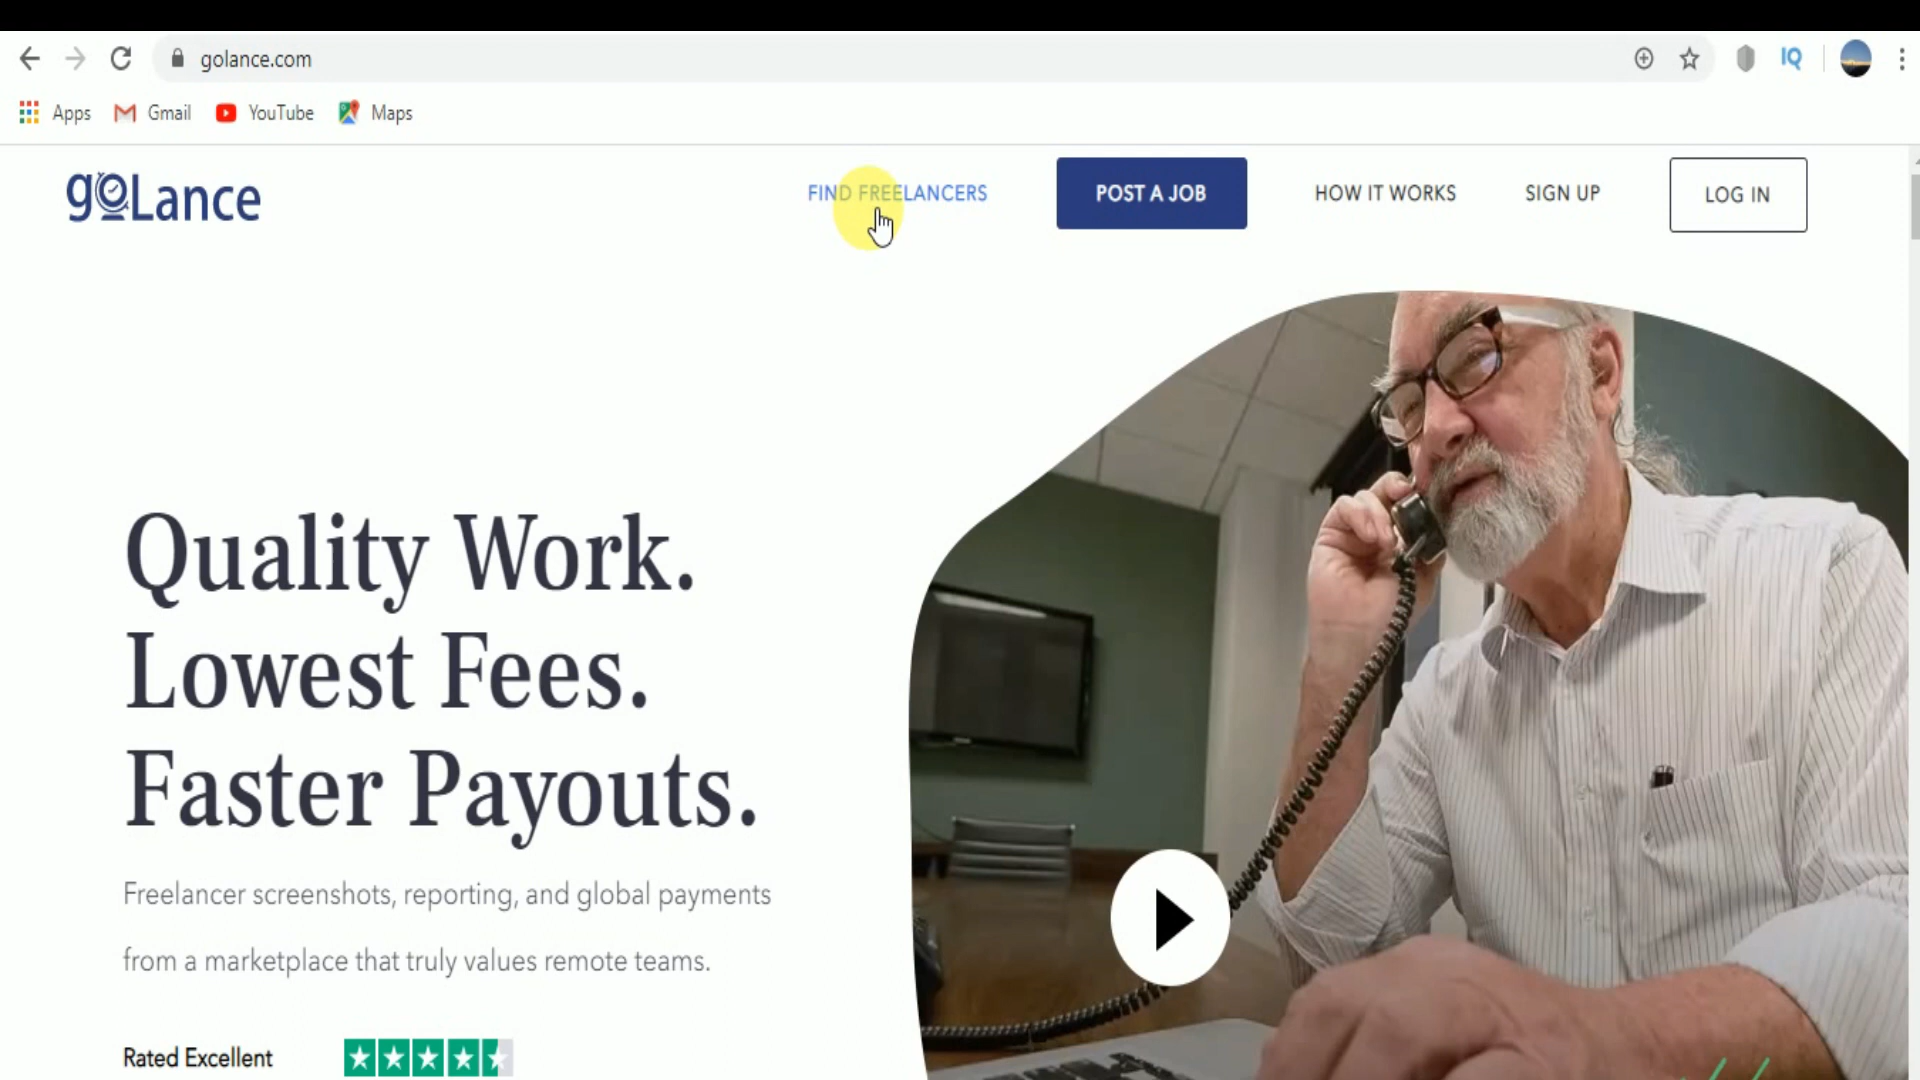 golance.com
IQ
Apps Gmail YouTube Maps
goLance
FIND FREELANCERS
POST A JOB
HOW IT WORKS
SIGN UP
LOG IN
Quality Work.
Lowest Fees.
Faster Payouts.
Freelancer screenshots, reporting, and global payments
from a marketplace that truly values remote teams.
Rated Excellent